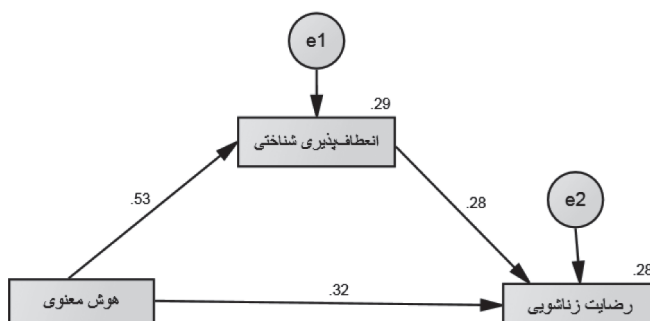 e1
.29
انعطاف‌پذیری شناختی
.53
.28
e2
.28
هوش معنوی
.32
رضایت زناشویی